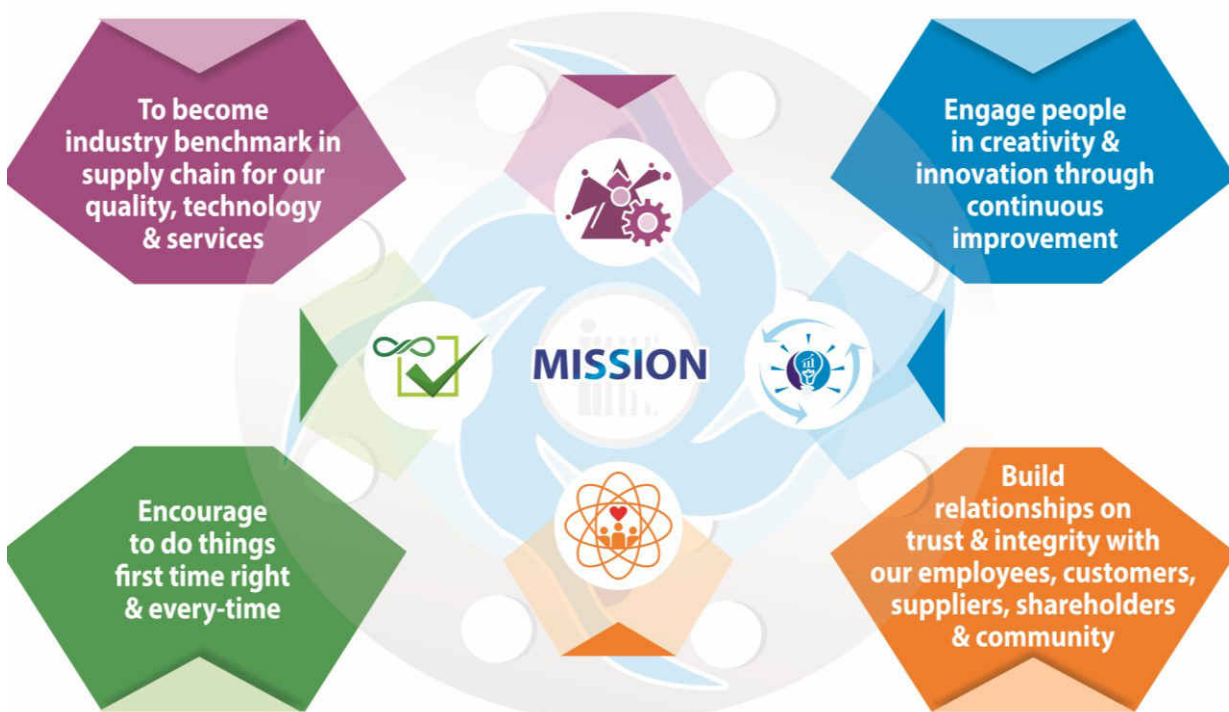 To become
industry benchmark in
supply chain for our
quality, technology
& services
Engage people
in creativity &
innovation through
continuous
improvement
MISSION
Encourage
to do things
first time right
& every-time
Build
relationships on
trust & integrity with
our employees, customers,
suppliers, shareholders
& community